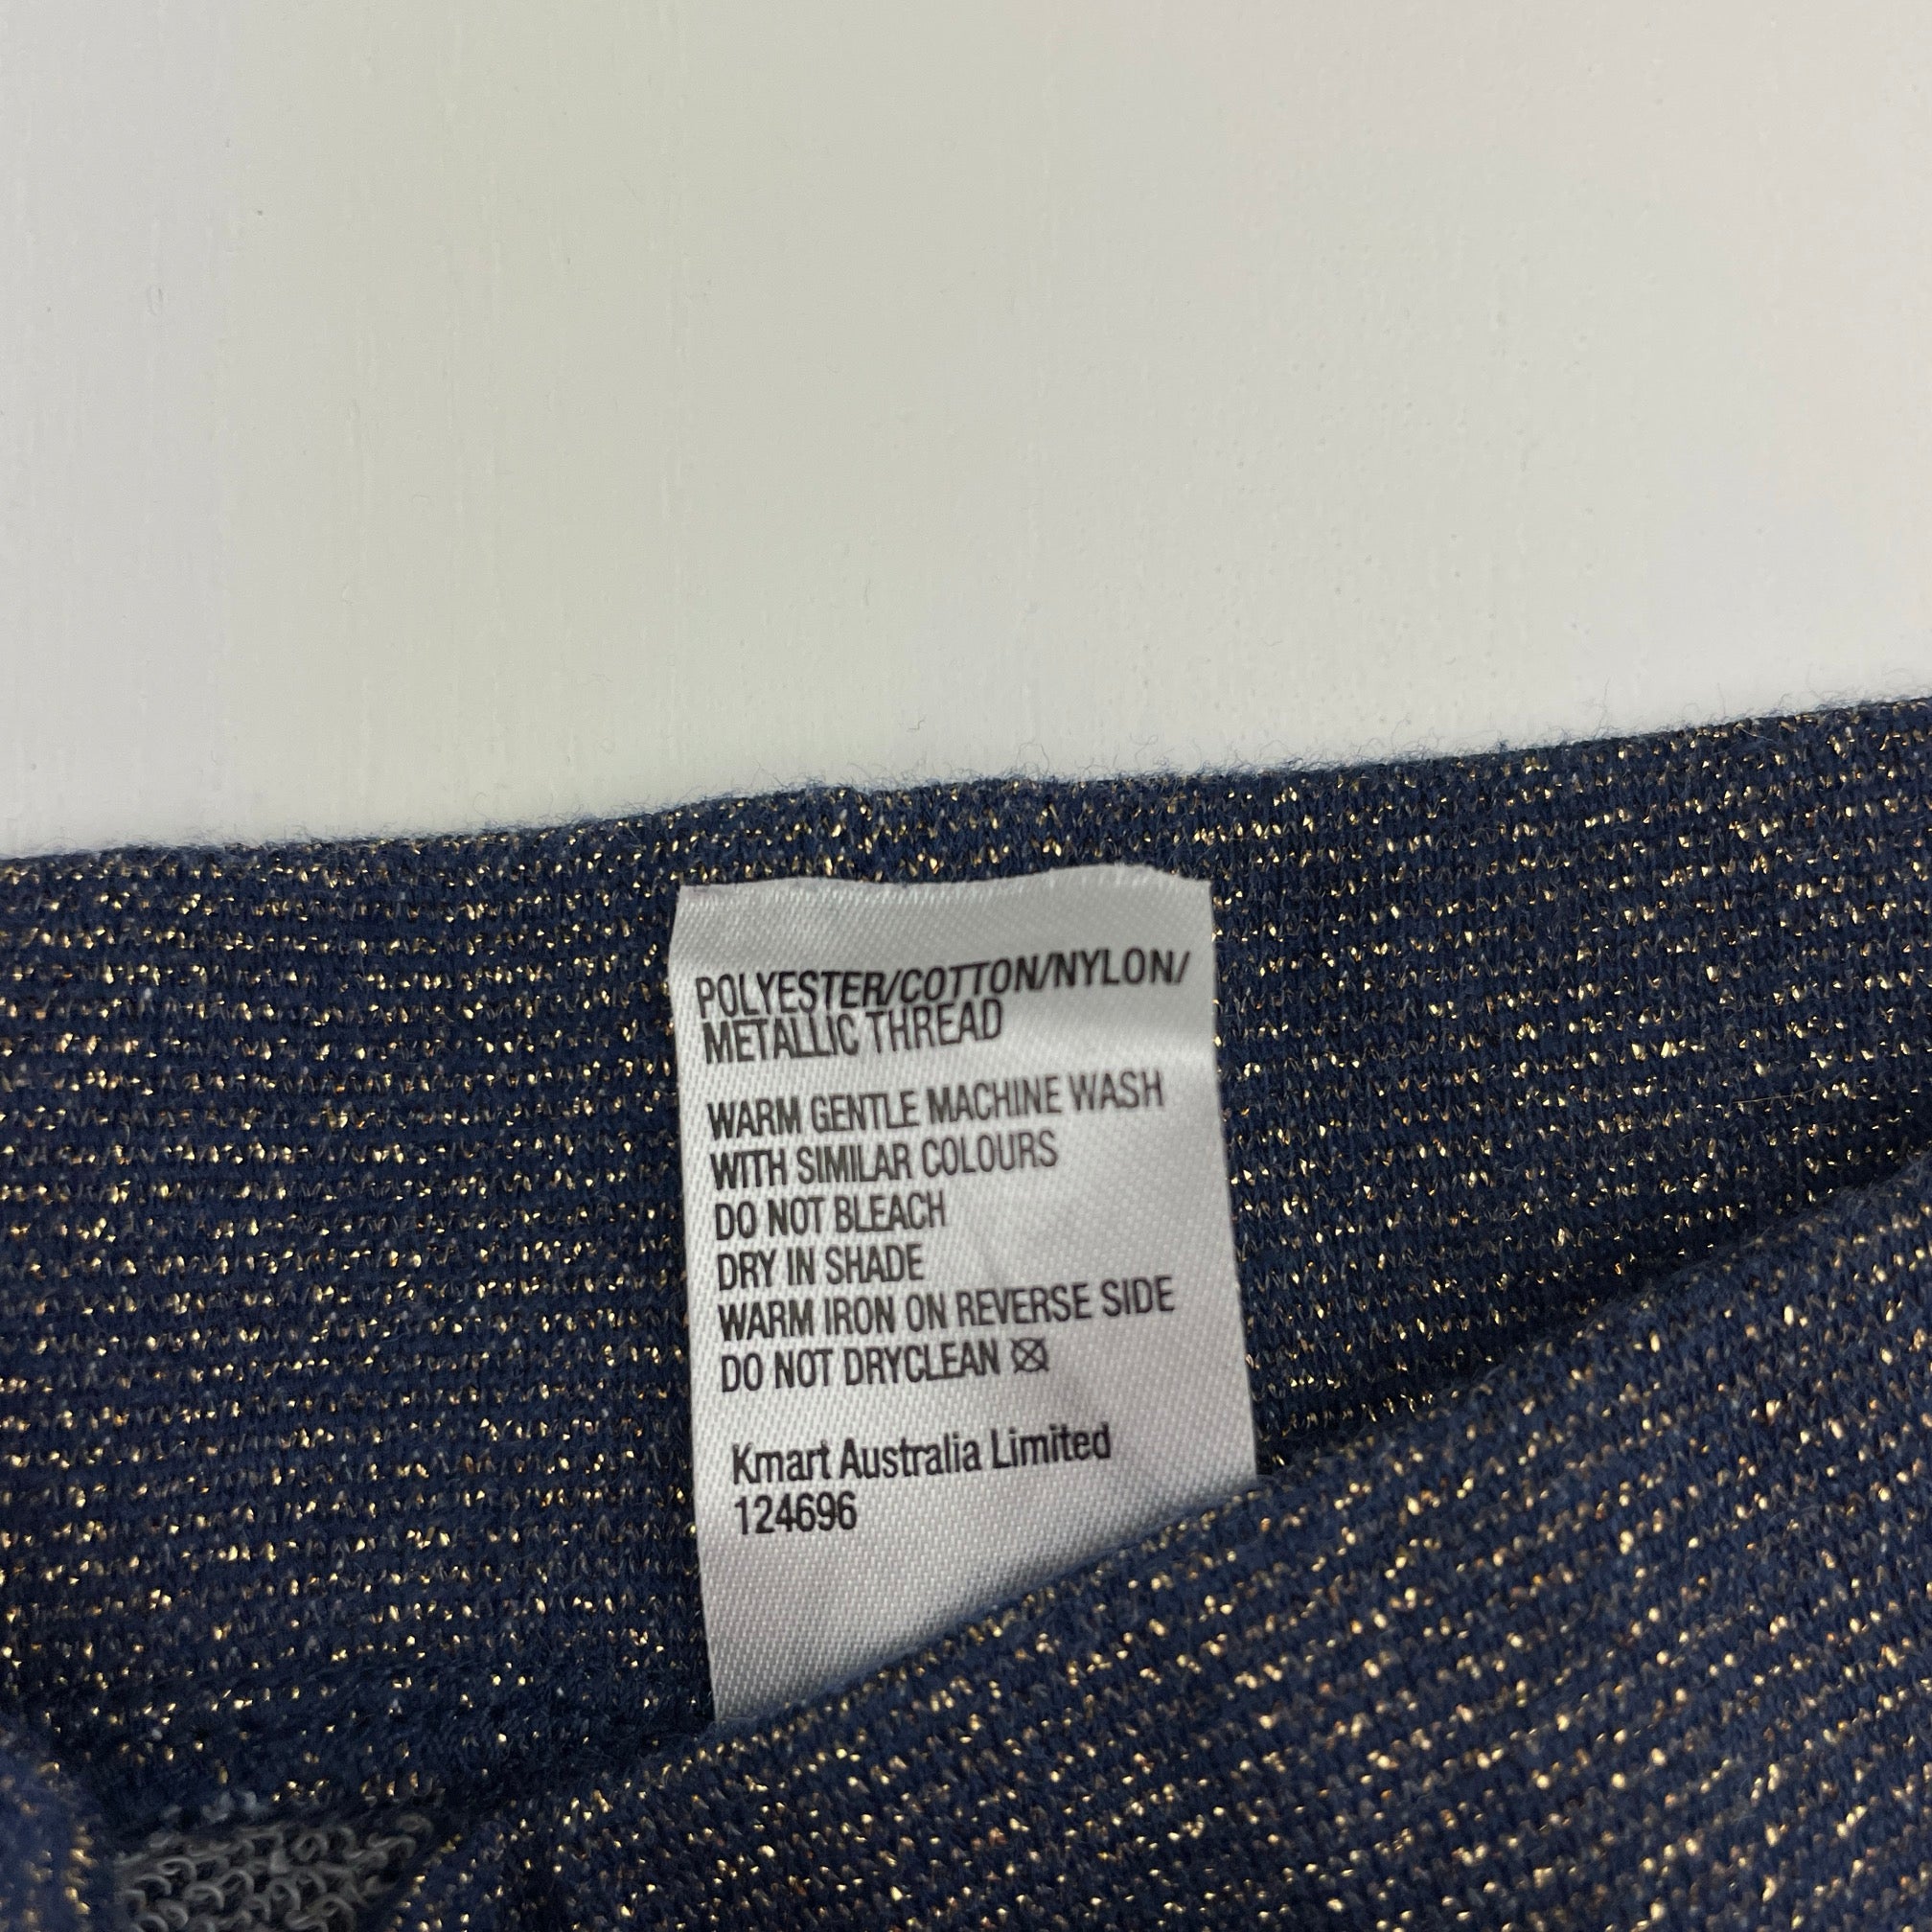 POLYESTER/COTTON/NYLON/
METALLIC THREAD
WARM GENTLE MACHINE WASH
WITH SIMILAR COLOURS
DO NOT BLEACH
DRY IN SHADE
WARM IRON ON REVERSE SIDE
DO NOT DRYCLEAN
Kmart Australia Limited
124696